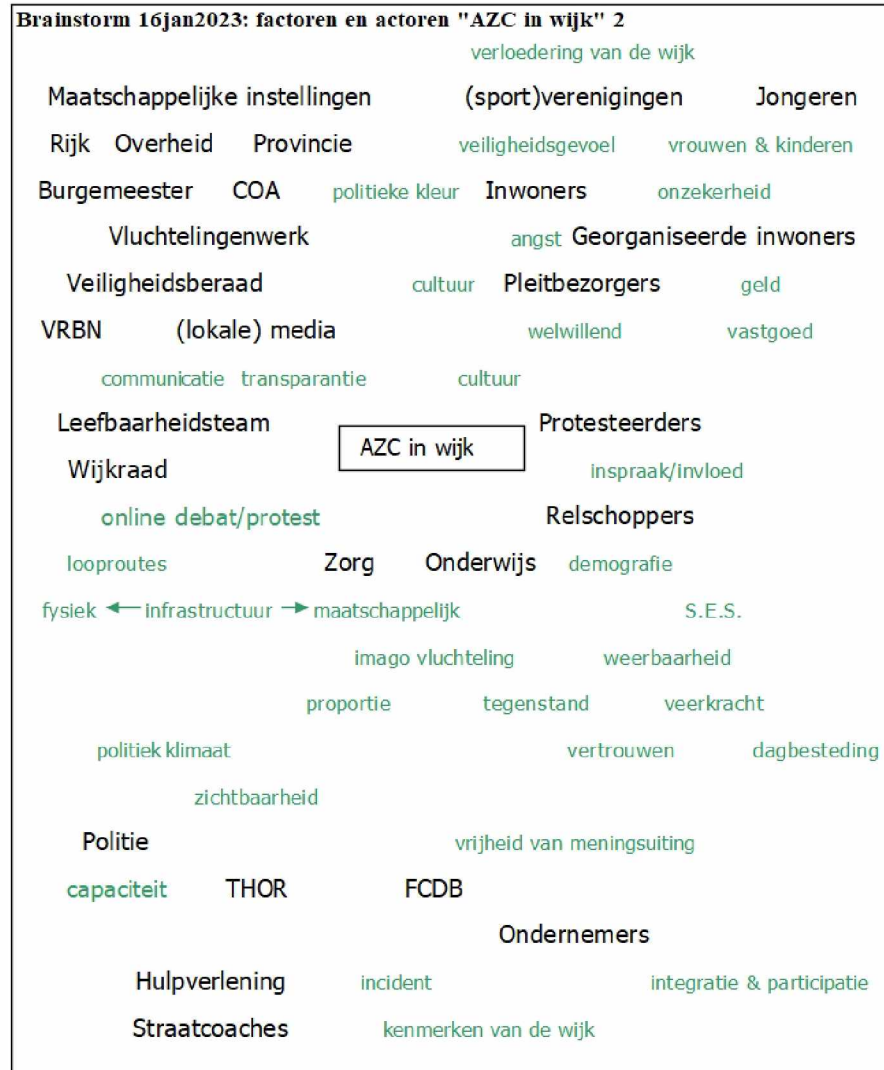 Brainstorm 16jan2023: factoren en actoren "AZC in wijk" 2
verloedering van de wijk
Maatschappelijke instellingen (sport)verenigingen Jongeren
Rijk Overheid Provincie veiligheidsgevoel vrouwen & kinderen
Burgemeester COA politieke kleur Inwoners onzekerheid
Vluchtelingenwerk angst Georganiseerde inwoners
Veiligheidsberaad cultuur Pleitbezorgers geld
VRBN (lokale) media welwillend vastgoed
communicatie transparantie cultuur
Leefbaarheidsteam Protesteerders
AZC in wijk
Wijkraad inspraak/invloed
online debat/protest Relschoppers
looproutes Zorg Onderwijs demografie
fysiek ← infrastructuur → maatschappelijk S.E.S.
imago vluchteling weerbaarheid
proportie tegenstand veerkracht
politiek klimaat vertrouwen dagbesteding
zichtbaarheid
Politie vrijheid van meningsuiting
capaciteit THOR FCDB
Ondernemers
Hulpverlening incident integratie & participatie
Straatcoaches kenmerken van de wijk